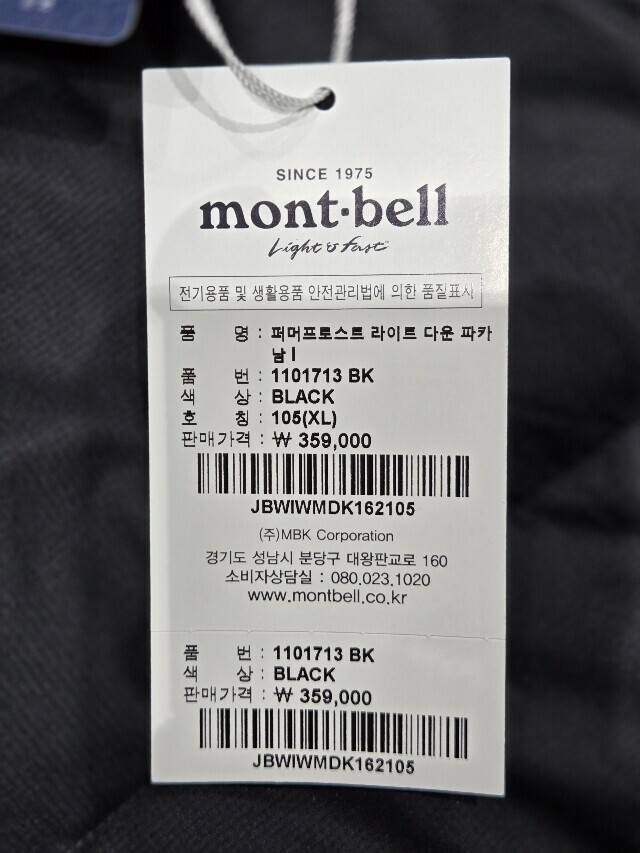 SINCE 1975
mont·bell
Light & Fast
전기용품 및 생활용품 안전관리법에 의한 품질표시
품 명 : 퍼머프로스트 라이트 다운 파카
남 I
품 번 : 1101713 BK
색 상 : BLACK
호 칭 : 105(XL)
판매가격 : ₩ 359,000
JBWIWMDK162105
(주)MBK Corporation
경기도 성남시 분당구 대왕판교로 160
소비자상담실 : 080.023.1020
www.montbell.co.kr
품 번 : 1101713 BK
색 상 : BLACK
판매가격 : ₩ 359,000
JBWIWMDK162105